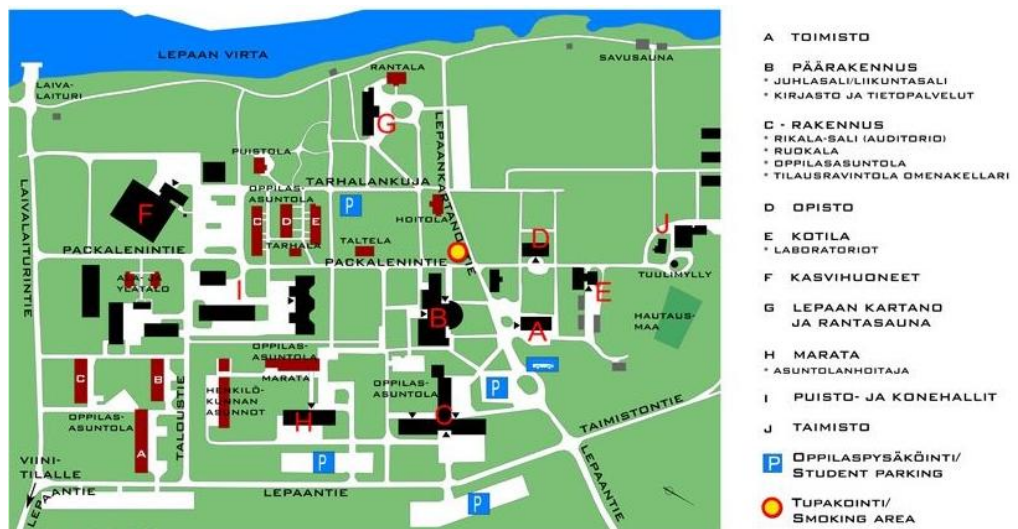 LEPAAN VIRTA
SAVUSAUNA
RANTALA
LAIVA-
LAITURI
G
LEPAANKARTANONTIE
PUISTOLA
TARHALANKUJA
OPPILAS-
ASUNTOLA
P
HOITOLA
LAIVALAITURINTIE
F
C
D
E
TARHALA
TALTELA
D
J
PACKALENINTIE
PACKALENINTIE
TUULIMYLLY
ALA- JA
YLÄTALO
I
E
B
A
HAUTAUS-
MAA
OPPILAS-
ASUNTOLA
MARATA
OPPILAS-
ASUNTOLA
P
C
B
HENKILÖ-
KUNNAN
ASUNNOT
TALOUSTIE
H
C
OPPILAS-
ASUNTOLA
A
TAIMISTONTIE
VIINI-
TILALLE
P
LEPAANTIE
LEPAANTIE
LEPAANTIE
P
A TOIMISTO
B PÄÄRAKENNUS
* JUHLASALI/LIIKUNTASALI
* KIRJASTO JA TIETOPALVELUT
C - RAKENNUS
* RIKALA-SALI (AUDITORIO)
* RUOKALA
* OPPILASASUNTOLA
* TILAUSRAVINTOLA OMENAKELLARI
D OPISTO
E KOTILA
* LABORATORIOT
F KASVIHUONEET
G LEPAAN KARTANO
JA RANTASAUNA
H MARATA
* ASUNTOLANHOITAJA
I PUISTO- JA KONEHALLIT
J TAIMISTO
P OPPILASPYSÄKÖINTI/
STUDENT PARKING
TUPAKOINTI/
SMOKING AREA